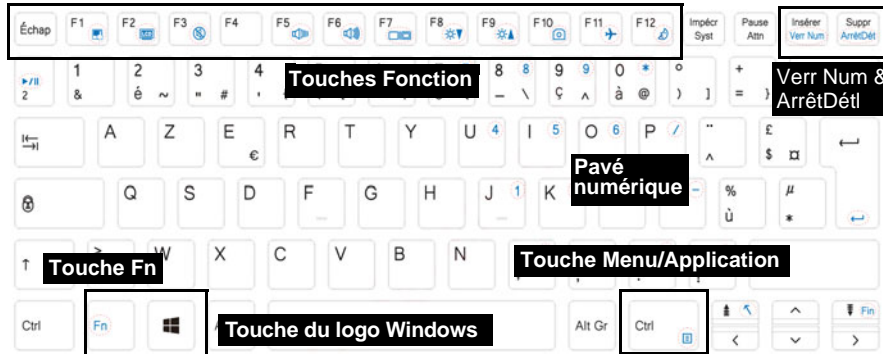 Échap F1 F2 F3 F4 F5 F6 F7 F8 F9 F10 F11 F12 Impécr Syst Pause Attn Insérer Verr Num Suppr ArrêtDét
Touches Fonction
Verr Num &
ArrêtDétl
2 1 & 2 é ~ 3 " # 4 ' 8 8 _ \ 9 9 ç ^ 0 * à @ ° ) ] + = }
A Z E € R T Y U 4 I 5 O 6 P / ¨ ^ £ $ ¤
Pavé
numérique
Q S D F G H J 1 K - % ù µ *
↑ > W X C V B N
Touche Fn
Touche Menu/Application
Ctrl Fn A Alt Gr Ctrl Fin
Touche du logo Windows